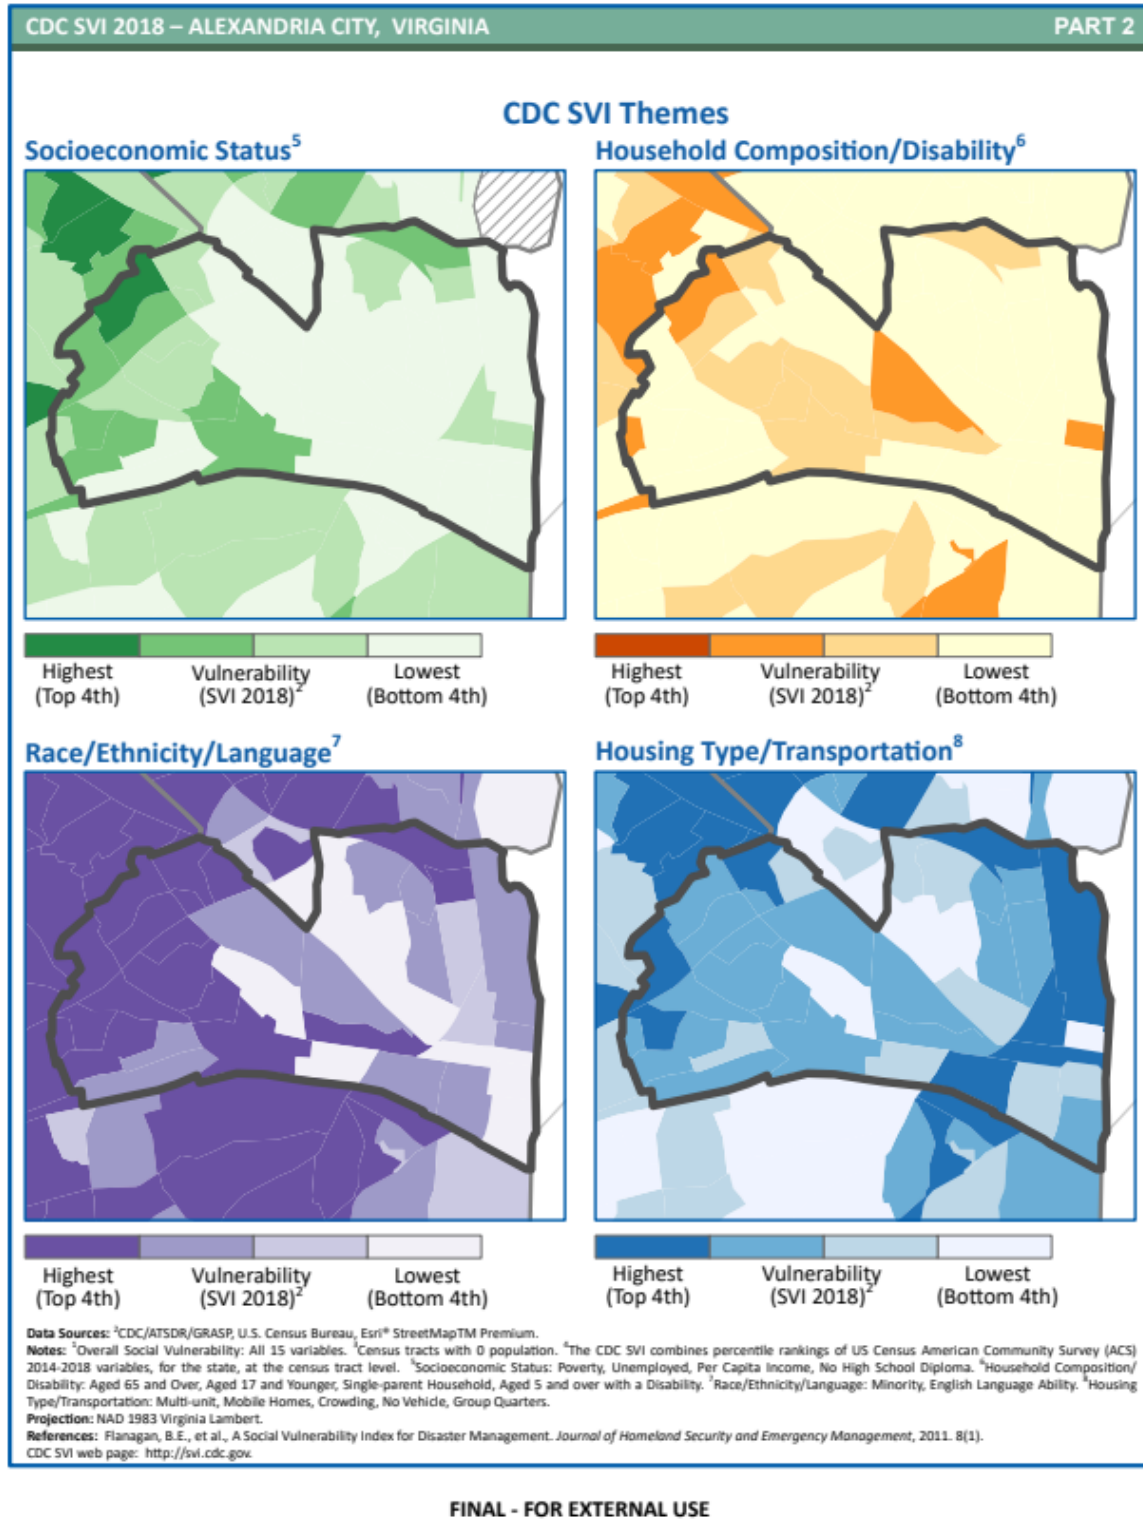 CDC SVI 2018 – ALEXANDRIA CITY, VIRGINIA PART 2
CDC SVI Themes
Socioeconomic Status5
Household Composition/Disability6
Highest
(Top 4th)
Vulnerability
(SVI 2018)2
Lowest
(Bottom 4th)
Highest
(Top 4th)
Vulnerability
(SVI 2018)2
Lowest
(Bottom 4th)
Race/Ethnicity/Language7
Housing Type/Transportation8
Highest
(Top 4th)
Vulnerability
(SVI 2018)2
Lowest
(Bottom 4th)
Highest
(Top 4th)
Vulnerability
(SVI 2018)2
Lowest
(Bottom 4th)
Data Sources: 2CDC/ATSDR/GRASP, U.S. Census Bureau, Esri® StreetMapTM Premium.
Notes: 1Overall Social Vulnerability: All 15 variables. 3Census tracts with 0 population. 4The CDC SVI combines percentile rankings of US Census American Community Survey (ACS)
2014-2018 variables, for the state, at the census tract level. 5Socioeconomic Status: Poverty, Unemployed, Per Capita Income, No High School Diploma. 6Household Composition/
Disability: Aged 65 and Over, Aged 17 and Younger, Single-parent Household, Aged 5 and over with a Disability. 7Race/Ethnicity/Language: Minority, English Language Ability. 8Housing
Type/Transportation: Multi-unit, Mobile Homes, Crowding, No Vehicle, Group Quarters.
Projection: NAD 1983 Virginia Lambert.
References: Flanagan, B.E., et al., A Social Vulnerability Index for Disaster Management. Journal of Homeland Security and Emergency Management, 2011. 8(1).
CDC SVI web page: http://svi.cdc.gov.
FINAL - FOR EXTERNAL USE